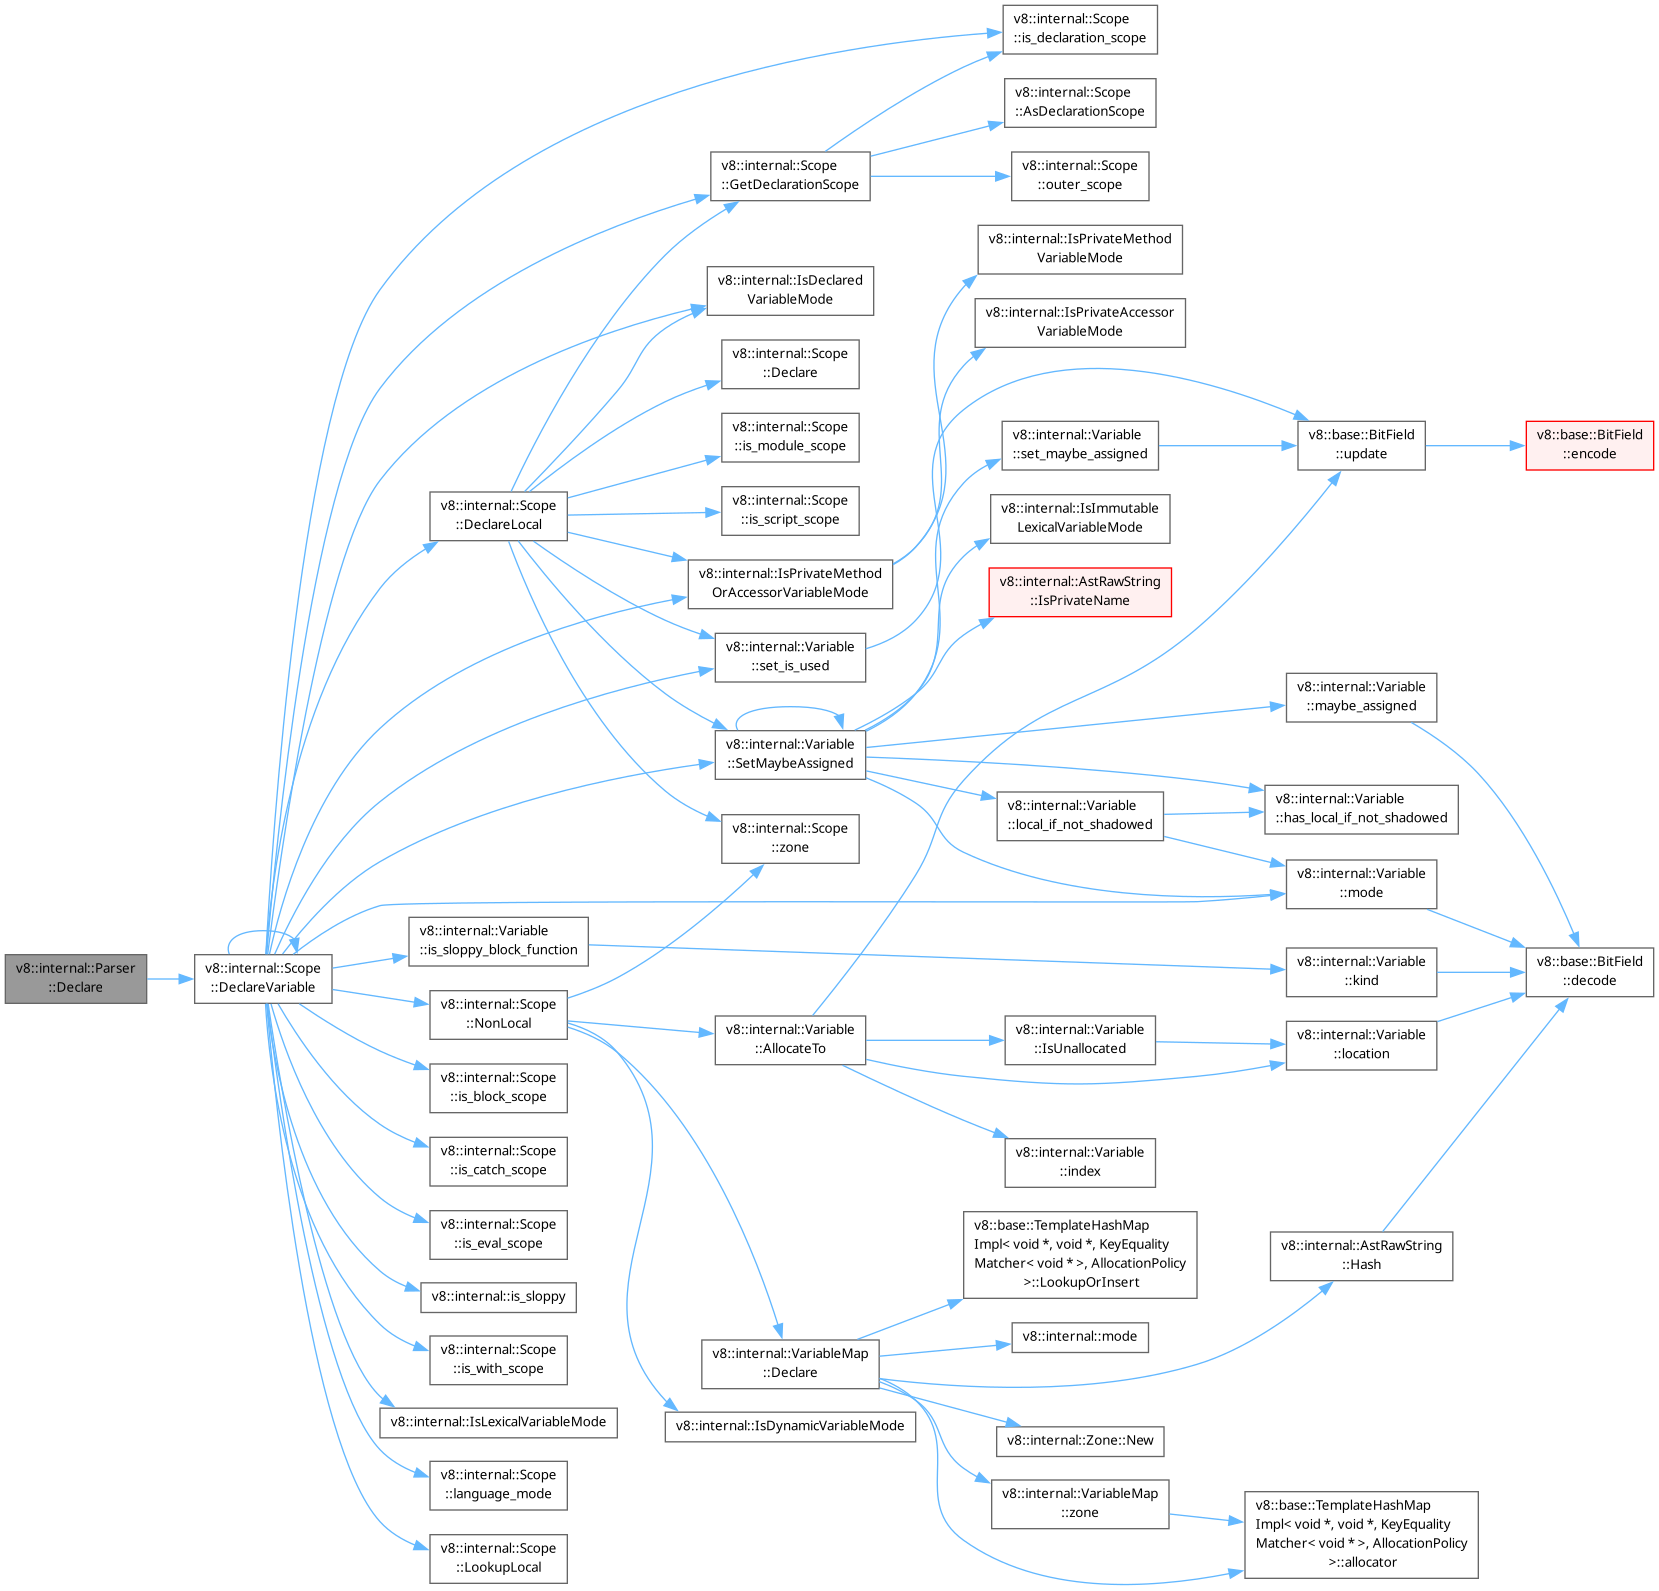 v8::internal::Scope
::is_declaration_scope
v8::internal::Scope
::AsDeclarationScope
v8::internal::Scope
::GetDeclarationScope
v8::internal::Scope
::outer_scope
v8::internal::IsPrivateMethod
VariableMode
v8::internal::IsDeclared
VariableMode
v8::internal::IsPrivateAccessor
VariableMode
v8::internal::Scope
::Declare
v8::internal::Scope
::is_module_scope
v8::internal::Variable
::set_maybe_assigned
v8::base::BitField
::update
v8::base::BitField
::encode
v8::internal::Scope
::DeclareLocal
v8::internal::Scope
::is_script_scope
v8::internal::IsImmutable
LexicalVariableMode
v8::internal::IsPrivateMethod
OrAccessorVariableMode
v8::internal::AstRawString
::IsPrivateName
v8::internal::Variable
::set_is_used
v8::internal::Variable
::maybe_assigned
v8::internal::Variable
::SetMaybeAssigned
v8::internal::Variable
::local_if_not_shadowed
v8::internal::Variable
::has_local_if_not_shadowed
v8::internal::Scope
::zone
v8::internal::Variable
::mode
v8::internal::Variable
::is_sloppy_block_function
v8::internal::Parser
::Declare
v8::internal::Scope
::DeclareVariable
v8::internal::Variable
::kind
v8::base::BitField
::decode
v8::internal::Scope
::NonLocal
v8::internal::Variable
::AllocateTo
v8::internal::Variable
::IsUnallocated
v8::internal::Variable
::location
v8::internal::Scope
::is_block_scope
v8::internal::Scope
::is_catch_scope
v8::internal::Variable
::index
v8::internal::Scope
::is_eval_scope
v8::base::TemplateHashMap
Impl< void *, void *, KeyEquality
Matcher< void * >, AllocationPolicy
>::LookupOrInsert
v8::internal::AstRawString
::Hash
v8::internal::is_sloppy
v8::internal::mode
v8::internal::Scope
::is_with_scope
v8::internal::VariableMap
::Declare
v8::internal::IsLexicalVariableMode
v8::internal::IsDynamicVariableMode
v8::internal::Zone::New
v8::internal::Scope
::language_mode
v8::internal::VariableMap
::zone
v8::base::TemplateHashMap
Impl< void *, void *, KeyEquality
Matcher< void * >, AllocationPolicy
>::allocator
v8::internal::Scope
::LookupLocal